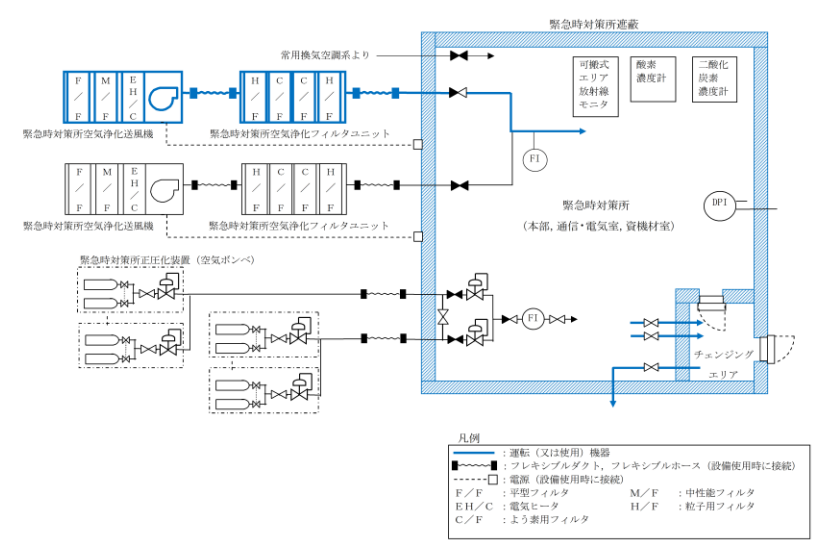 緊急時対策所遮蔽
常用換気空調系より
可搬式
エリア
放射線
モニタ
酸素
濃度計
二酸化
炭素
濃度計
F／F
M／F
EH／C
H／F
C／F
C／F
H／F
緊急時対策所空気浄化送風機
緊急時対策所空気浄化フィルタユニット
FI
F／F
M／F
EH／C
H／F
C／F
C／F
H／F
緊急時対策所空気浄化送風機
緊急時対策所空気浄化フィルタユニット
緊急時対策所
(本部, 通信・電気室, 資機材室)
DPI
緊急時対策所正圧化装置（空気ボンベ）
FI
チェンジング
エリア
凡例
：運転（又は使用）機器
：フレキシブルダクト, フレキシブルホース（設備使用時に接続）
：電源（設備使用時に接続）
F／F ：平型フィルタ M／F ：中性能フィルタ
EH／C ：電気ヒータ H／F ：粒子用フィルタ
C／F ：よう素用フィルタ